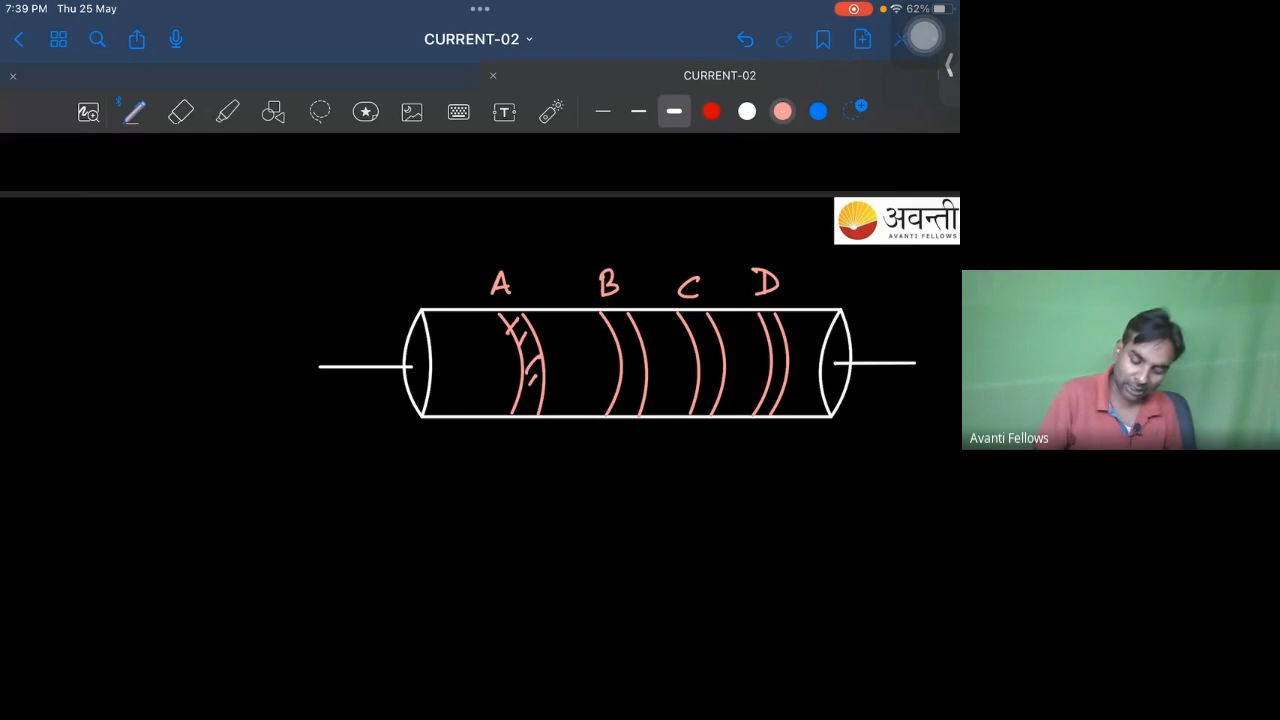 7:39 PM Thu 25 May
62%
CURRENT-02
CURRENT-02
T
अवन्ती
AVANTI FELLOWS
A B C D
Avanti Fellows